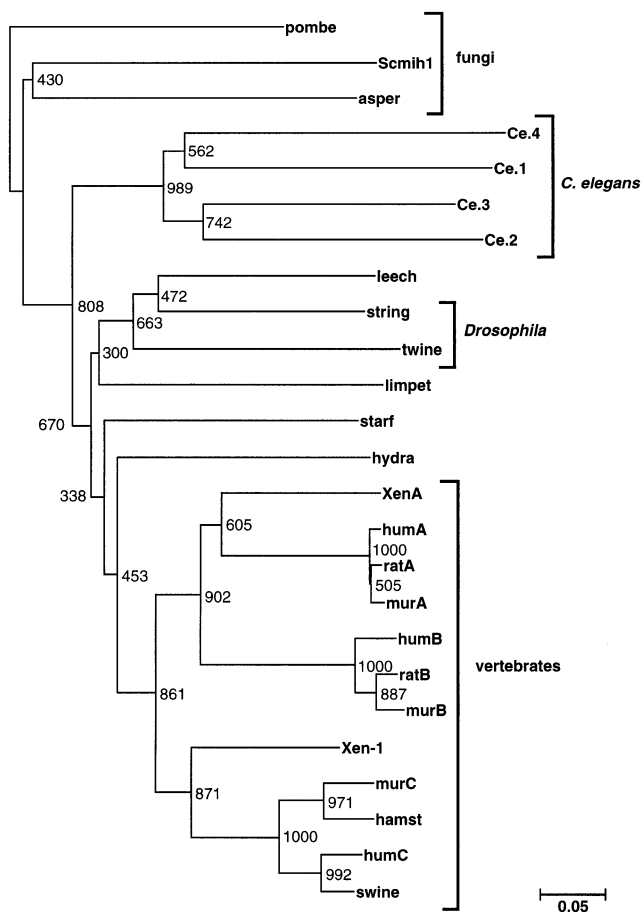 pombe
Scmih1
fungi
430
asper
Ce.4
562
Ce.1
989
C. elegans
Ce.3
742
Ce.2
leech
472
808
string
663
Drosophila
300
twine
limpet
670
starf
hydra
338
XenA
605
humA
1000
ratA
453
505
902
murA
humB
1000
vertebrates
ratB
861
887
murB
Xen-1
murC
871
971
hamst
1000
humC
992
swine
0.05